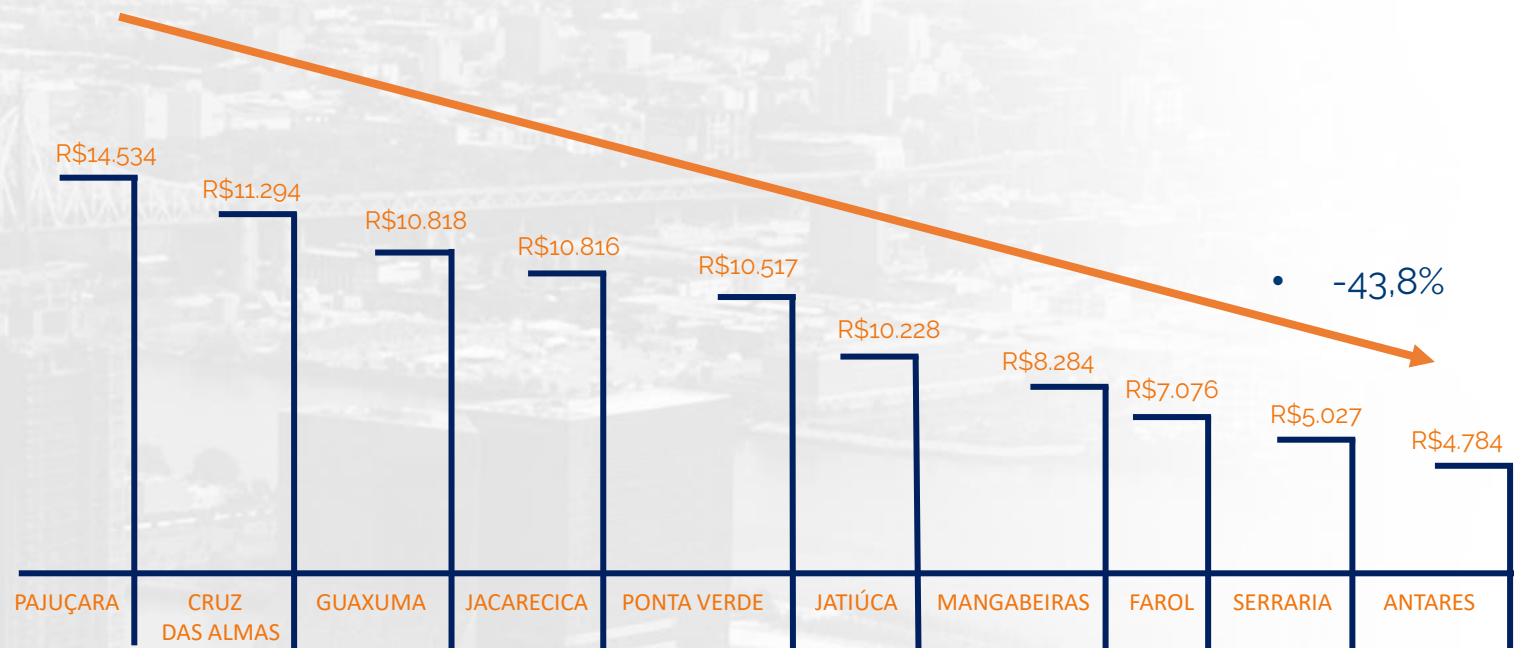 R$14.534
R$11.294
R$10.818
R$10.816
R$10.517
R$10.228
R$8.284
R$7.076
R$5.027
R$4.784
• -43,8%
PAJUÇARA
CRUZ
DAS ALMAS
GUAXUMA
JACARECICA
PONTA VERDE
JATIÚCA
MANGABEIRAS
FAROL
SERRARIA
ANTARES